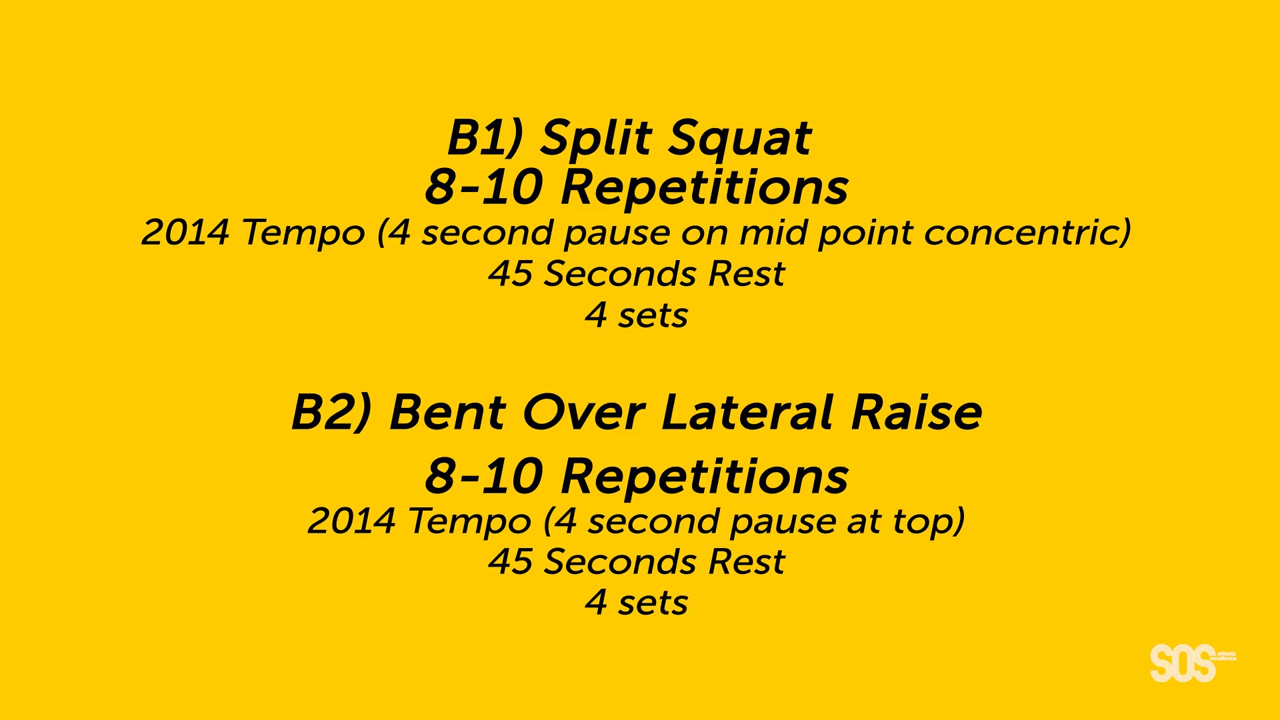 B1) Split Squat
8-10 Repetitions
2014 Tempo (4 second pause on mid point concentric)
45 Seconds Rest
4 sets
B2) Bent Over Lateral Raise
8-10 Repetitions
2014 Tempo (4 second pause at top)
45 Seconds Rest
4 sets
SOS